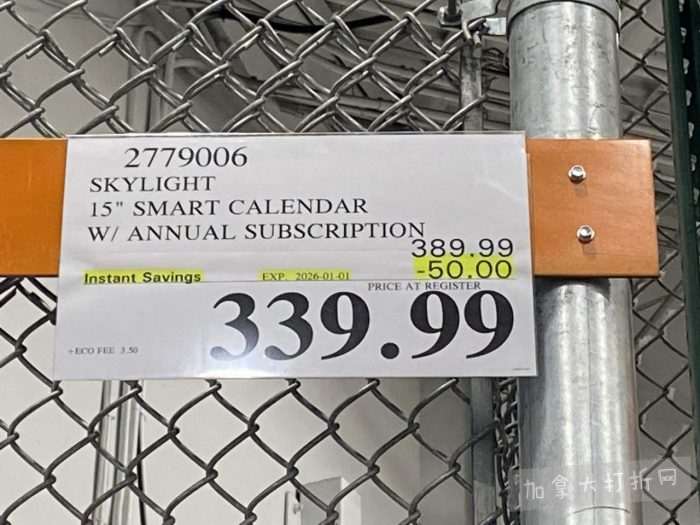 2779006
SKYLIGHT
15" SMART CALENDAR
W/ ANNUAL SUBSCRIPTION
389.99
Instant Savings EXP. 2026-01-01 -50.00
PRICE AT REGISTER
339.99
+ECO FEE 3.50
加拿大打折网